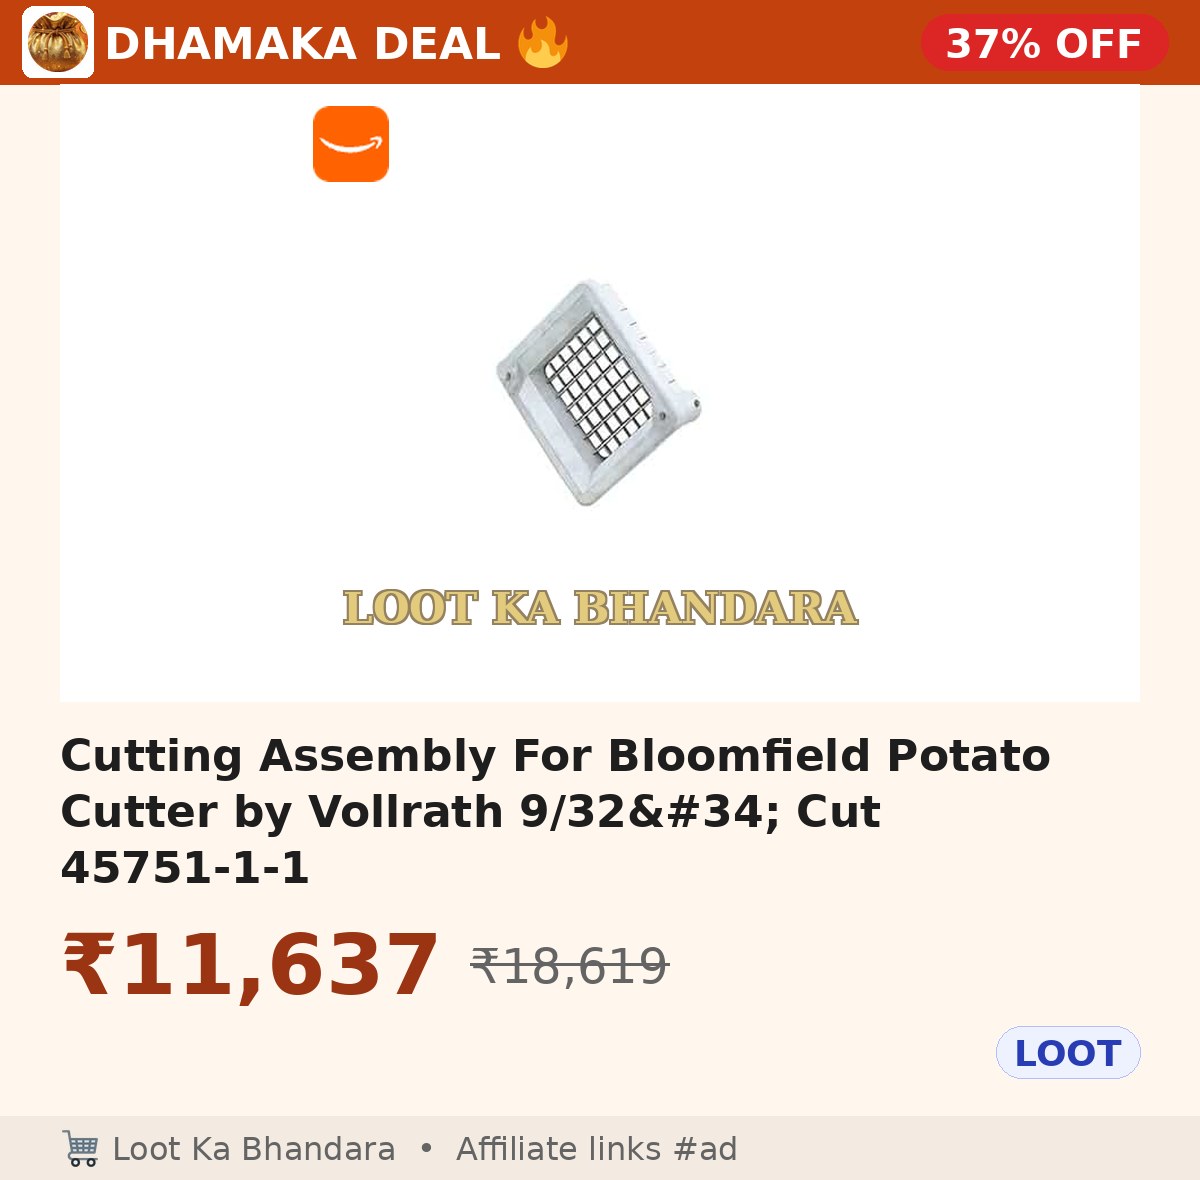 DHAMAKA DEAL 🔥
37% OFF
LOOT KA BHANDARA
Cutting Assembly For Bloomfield Potato
Cutter by Vollrath 9/32&#34; Cut
45751-1-1
₹11,637 ₹18,619
LOOT
Loot Ka Bhandara • Affiliate links #ad